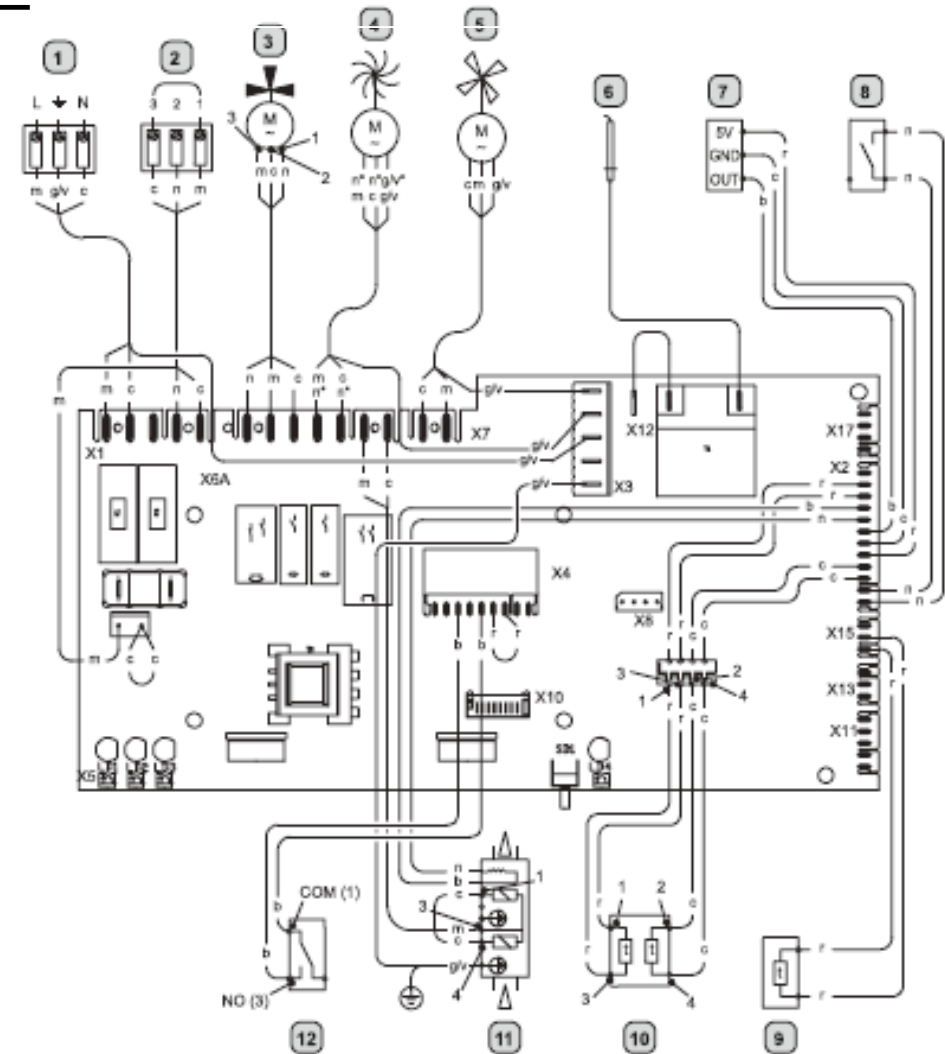 1 2 3 4 5 6 7 8
L N
3 2 1
3 M ~ 1
2
M ~
M ~
5V
GND
OUT
m g/v c
c n m
m c n
n* n* g/v*
m c g/v
c m g/v
r
c
b
n
n
m
m c
n c
n m c m c
n* n*
c m
g/v
g/v
g/v
g/v
X1
X6A
X7
X12
X3
X17
X2
m c
r
r
b
n
b
c
r
c
c
n
n
X4
X8
X15
X13
X11
b b r r
m c c
r r c c
3 2
1 4
r r c c
X10
X5
r
r
COM (1)
NO (3)
b
b
n
b
c
m
c
g/v
1
3
4
1 2
3 4
r r c c
t t
t
r
r
12 11 10 9